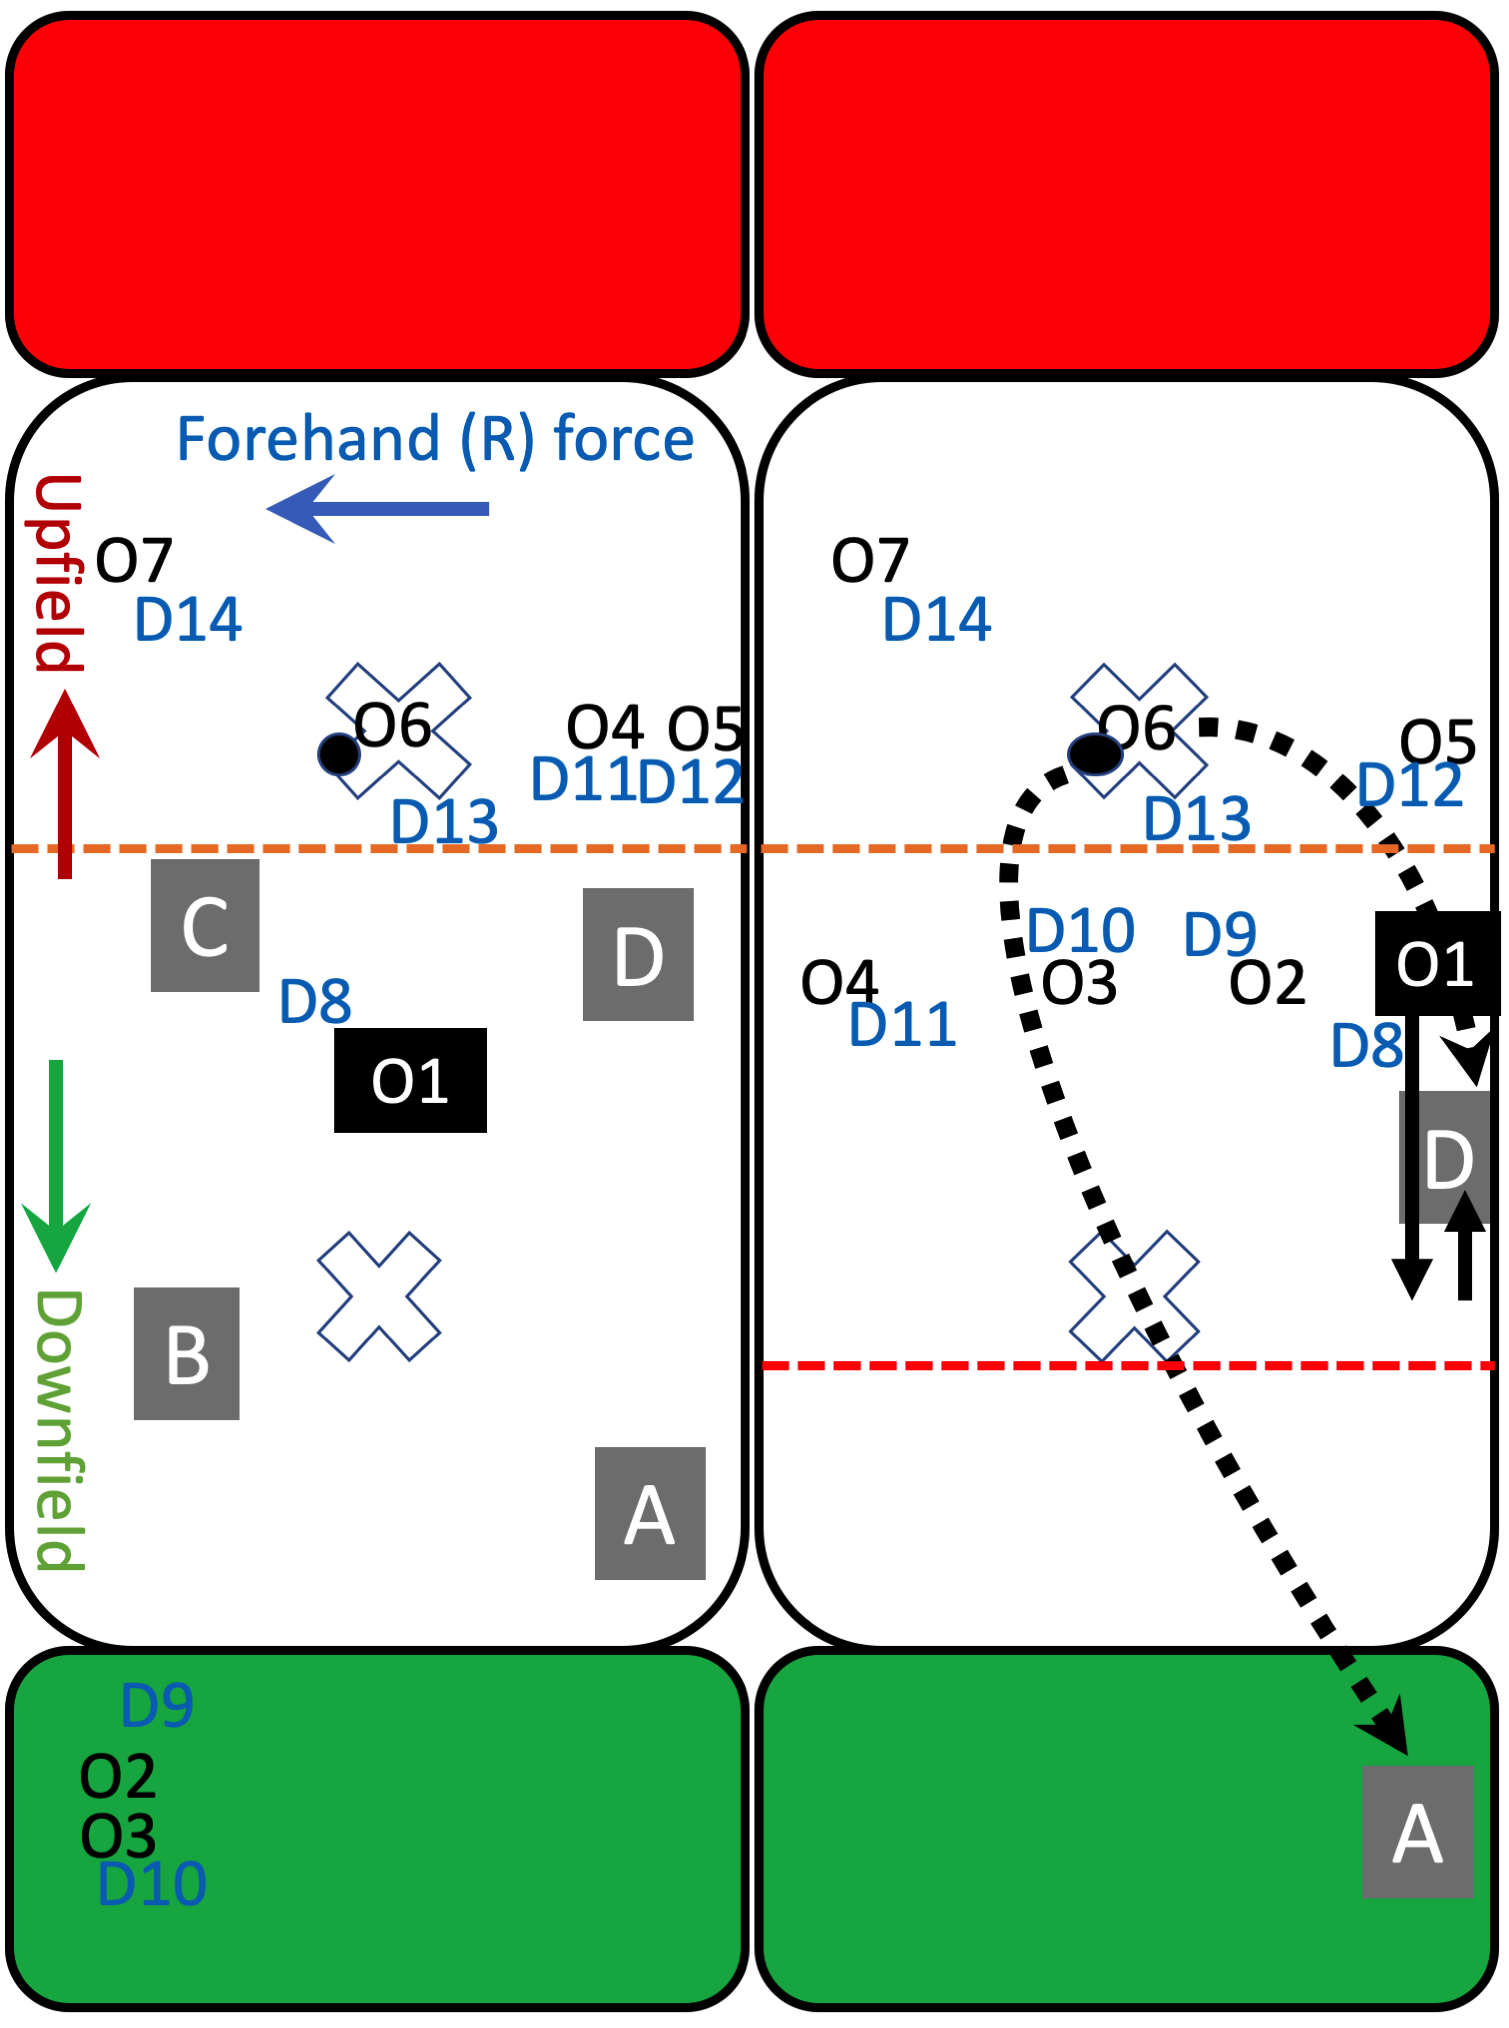 Forehand (R) force
Upfield
O7
D14
O6
O4
O5
D11
D12
D13
C
D
D8
O1
B
Downfield
A
D9
O2
O3
D10
O7
D14
O6
O5
D12
D13
D10
D9
O1
O4
O3
O2
D11
D8
D
A